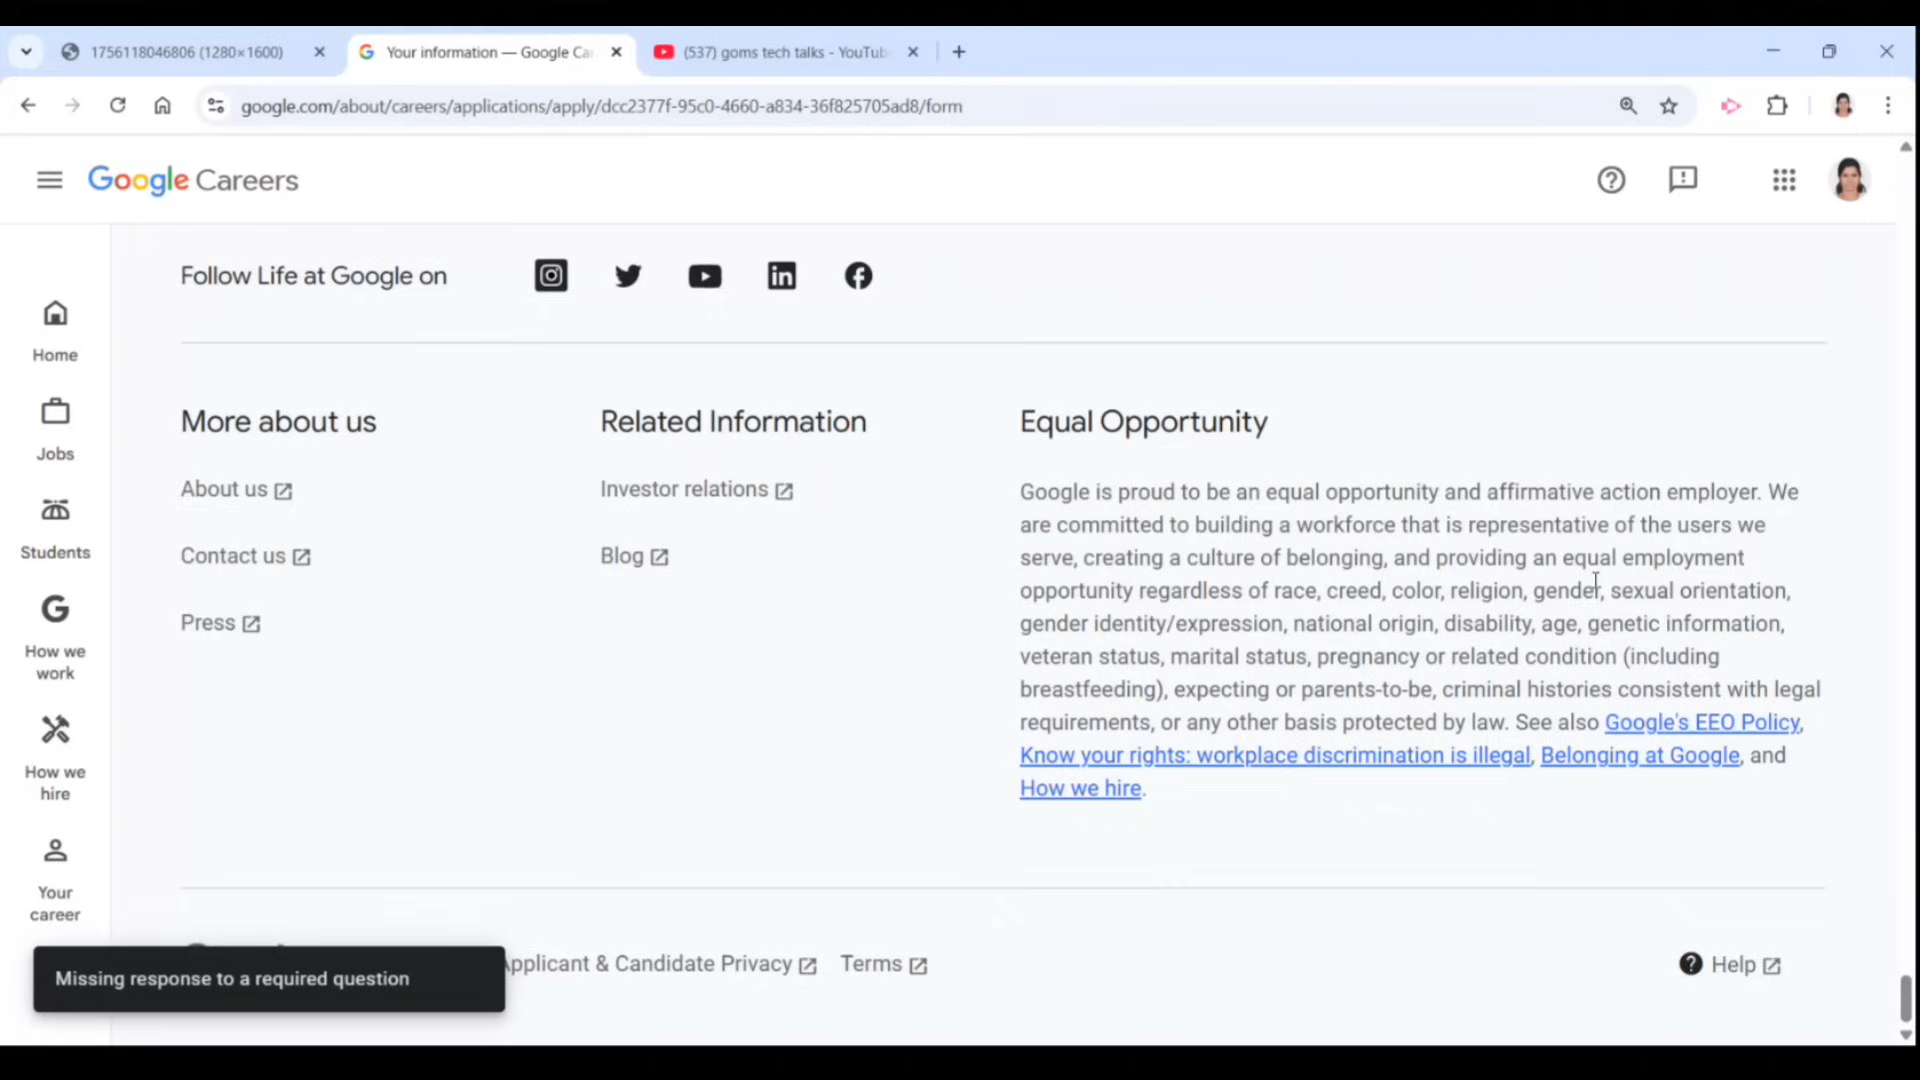 1756118046806 (1280×1600)
Your information — Google Ca
(537) goms tech talks - YouTub
google.com/about/careers/applications/apply/dcc2377f-95c0-4660-a834-36f825705ad8/form
Google Careers
Follow Life at Google on
Home
Jobs
Students
How we
work
How we
hire
Your
career
More about us
About us
Contact us
Press
Related Information
Investor relations
Blog
Equal Opportunity
Google is proud to be an equal opportunity and affirmative action employer. We
are committed to building a workforce that is representative of the users we
serve, creating a culture of belonging, and providing an equal employment
opportunity regardless of race, creed, color, religion, gender, sexual orientation,
gender identity/expression, national origin, disability, age, genetic information,
veteran status, marital status, pregnancy or related condition (including
breastfeeding), expecting or parents-to-be, criminal histories consistent with legal
requirements, or any other basis protected by law. See also Google's EEO Policy,
Know your rights: workplace discrimination is illegal, Belonging at Google, and
How we hire.
Missing response to a required question
Applicant & Candidate Privacy
Terms
Help